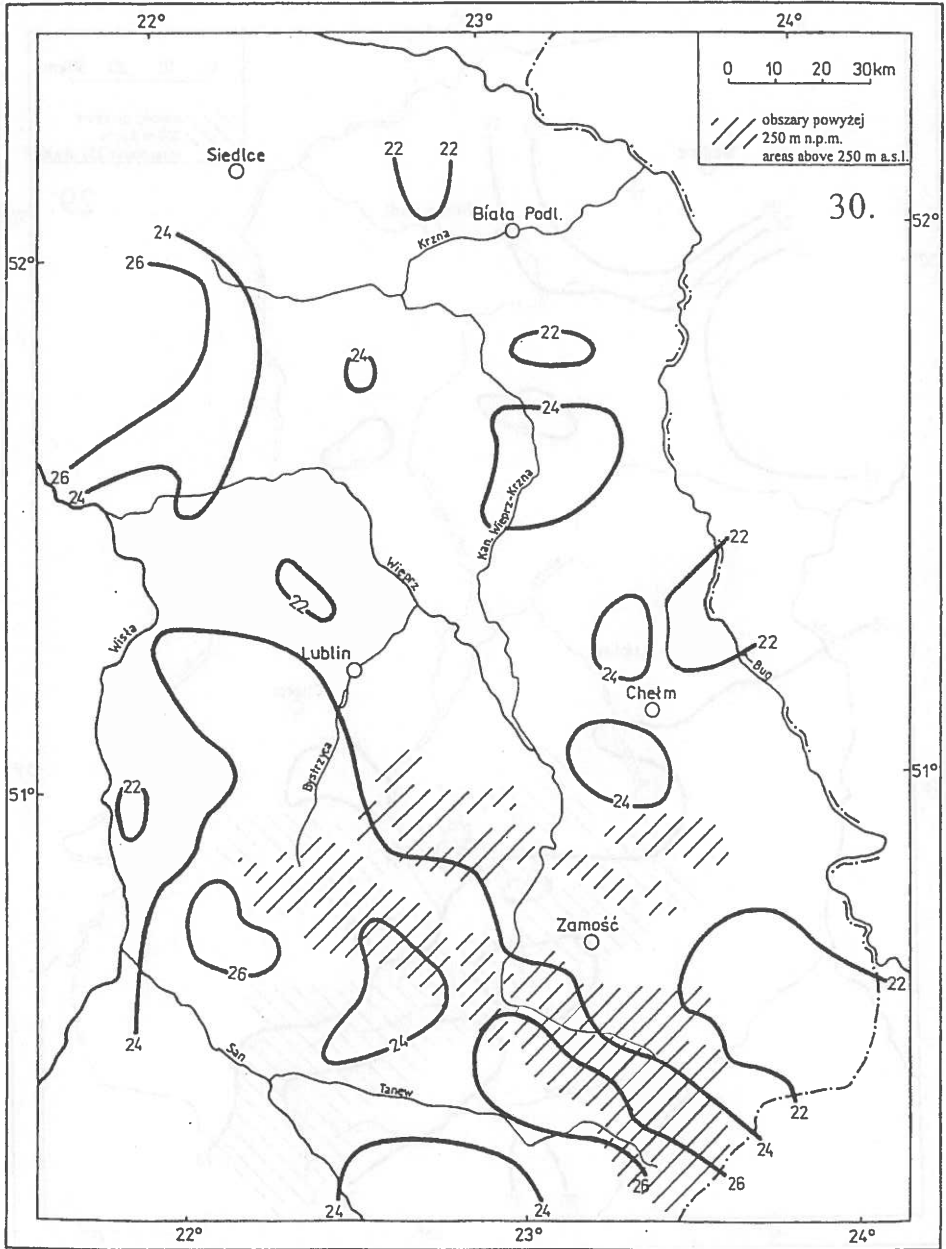 22° 23° 24°
0 10 20 30km
obszary powyżej
250 m n.p.m.
areas above 250 m a.s.l.
30.
Siedlce
22 22
Biała Podl.
Krzna
52°
24
52°
26
22
24
24
26
24
Kan. Wieprz-Krzna
22
Wieprz
22
Wisła
Lublin
22
24
Bug
Chełm
Bystrzyca
51°
22
51°
24
Zamość
26
22
24
24
San
Tanew
22
24
24 24
26 26
22° 23° 24°